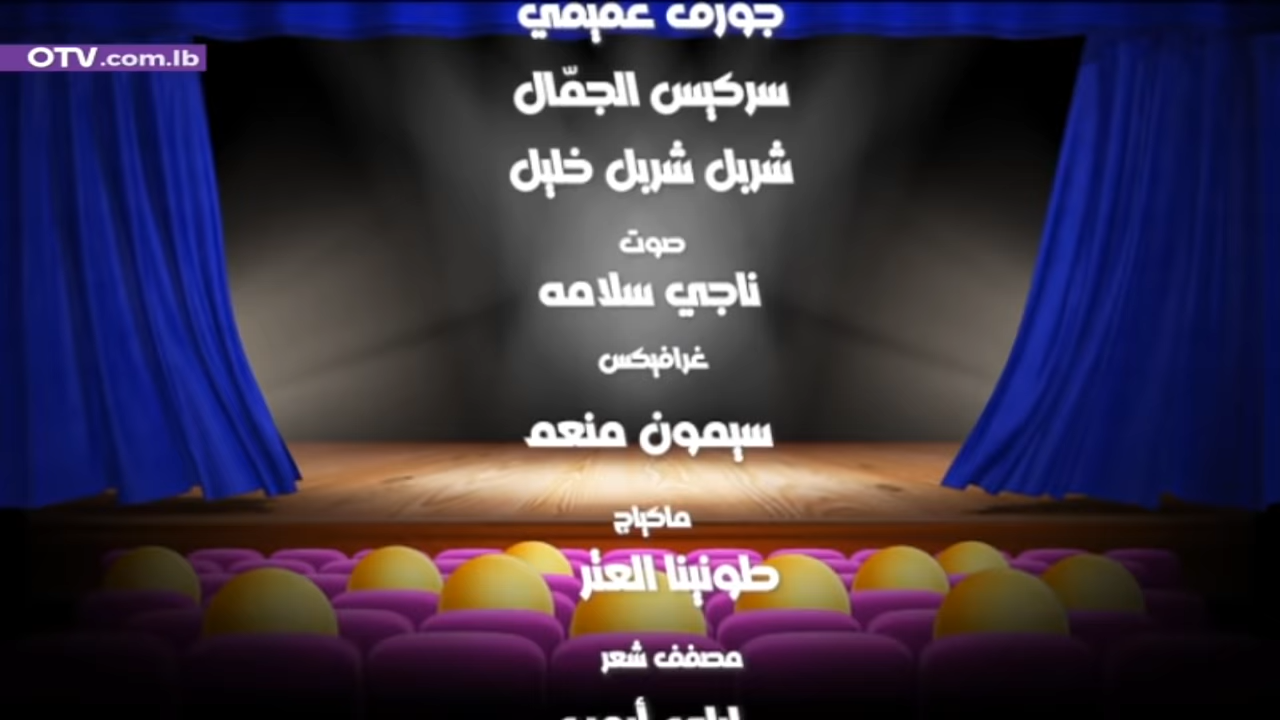 جورج عميمي
OTV.com.lb
سركيس الجمّال
شربل شربل خليل
صوت
ناجي سلامه
غرافيكس
سيمون منعم
ماكياج
طونينا العتر
مصفف شعر